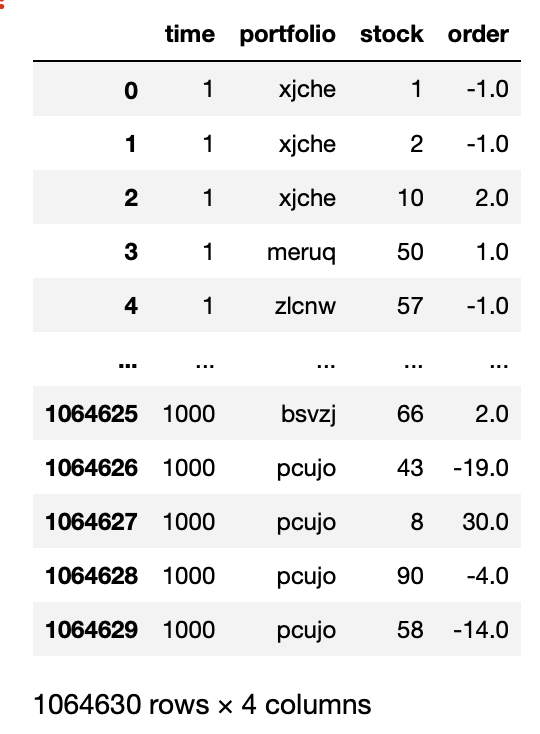 time portfolio stock order
0 1 xjche 1 -1.0
1 1 xjche 2 -1.0
2 1 xjche 10 2.0
3 1 meruq 50 1.0
4 1 zlcnw 57 -1.0
... ... ... ... ...
1064625 1000 bsvzj 66 2.0
1064626 1000 pcujo 43 -19.0
1064627 1000 pcujo 8 30.0
1064628 1000 pcujo 90 -4.0
1064629 1000 pcujo 58 -14.0
1064630 rows × 4 columns